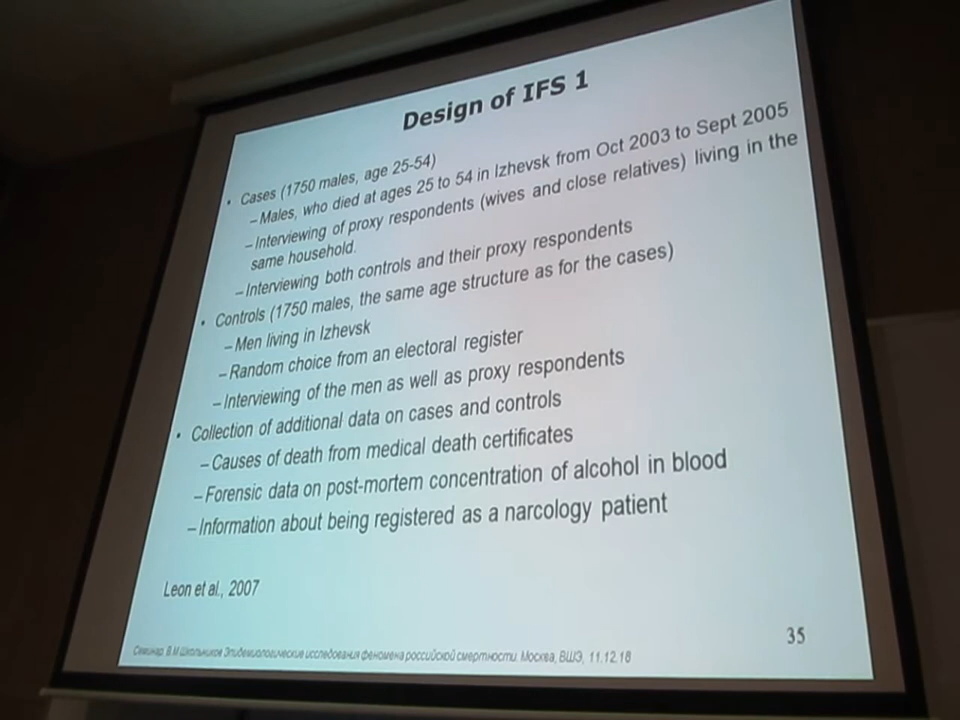 Design of IFS 1
• Cases (1750 males, age 25-54)
–Males, who died at ages 25 to 54 in Izhevsk from Oct 2003 to Sept 2005
–Interviewing of proxy respondents (wives and close relatives) living in the
same household.
–Interviewing both controls and their proxy respondents
• Controls (1750 males, the same age structure as for the cases)
–Men living in Izhevsk
–Random choice from an electoral register
–Interviewing of the men as well as proxy respondents
• Collection of additional data on cases and controls
–Causes of death from medical death certificates
–Forensic data on post-mortem concentration of alcohol in blood
–Information about being registered as a narcology patient
Leon et al., 2007
35
Семинар В.М.Школьников Эпидемиологические исследования феномена российской смертности. Москва, ВШЭ, 11.12.18